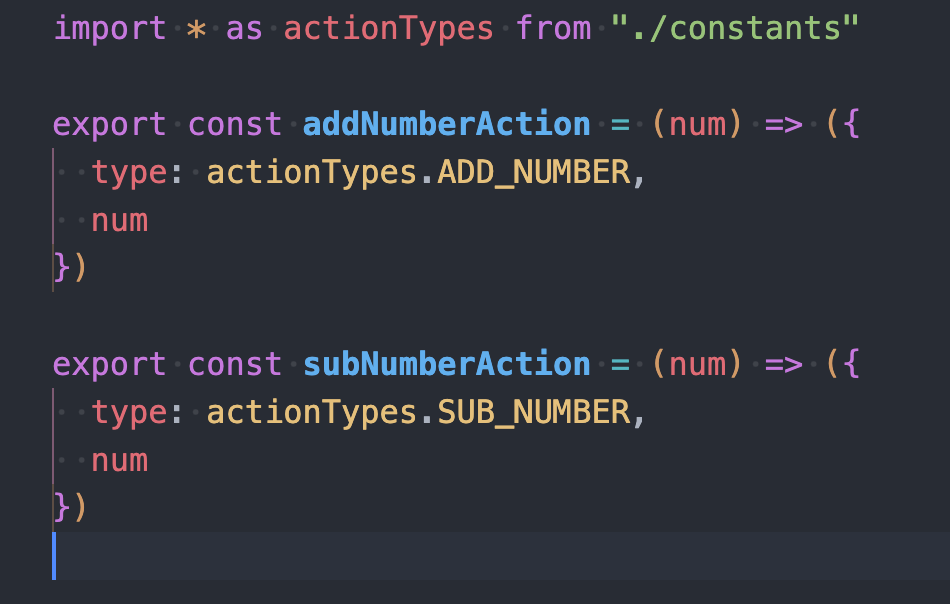 import * as actionTypes from "./constants"
export const addNumberAction = (num) => ({
  type: actionTypes.ADD_NUMBER,
  num
})
export const subNumberAction = (num) => ({
  type: actionTypes.SUB_NUMBER,
  num
})